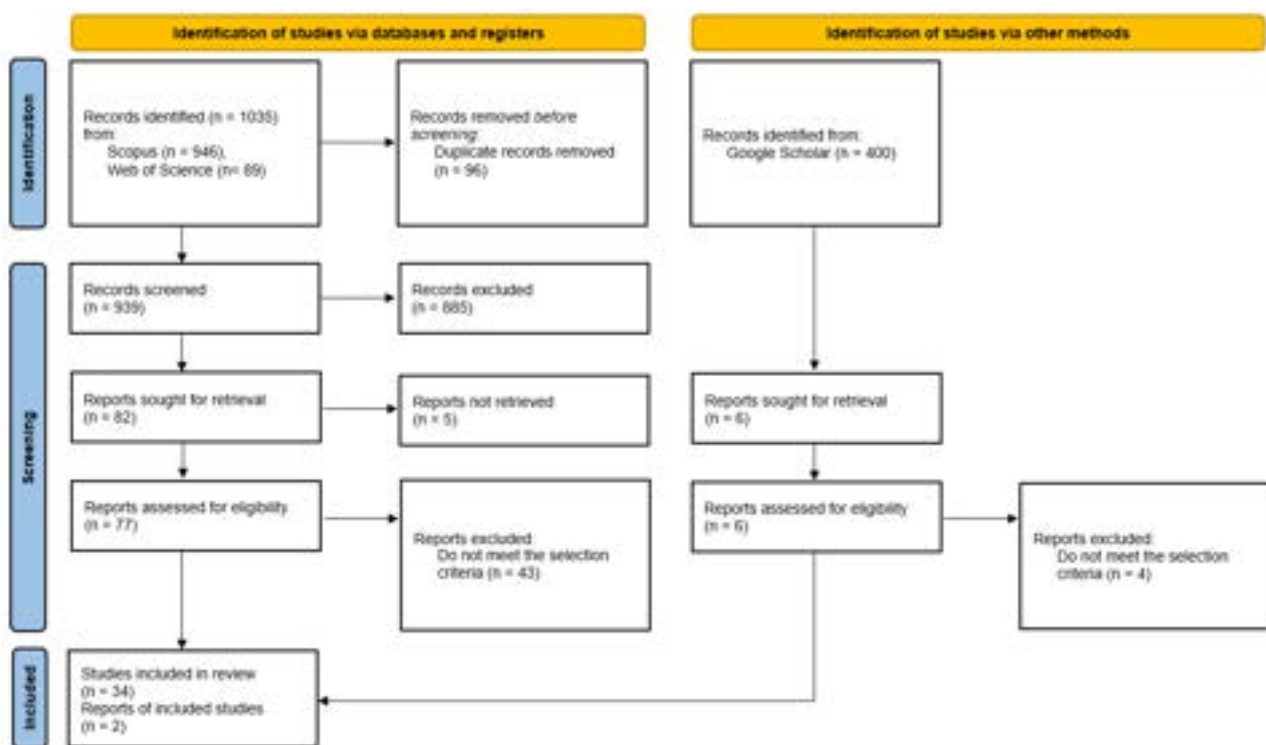 Identification of studies via databases and registers
Identification of studies via other methods
Identification
Records identified (n = 1035)
from:
Scopus (n = 946),
Web of Science (n= 89)
Records removed before
screening:
Duplicate records removed
(n = 96)
Records identified from:
Google Scholar (n = 400)
Screening
Records screened
(n = 939)
Records excluded
(n = 885)
Reports sought for retrieval
(n = 82)
Reports not retrieved
(n = 5)
Reports sought for retrieval
(n = 6)
Reports assessed for eligibility
(n = 77)
Reports excluded:
Do not meet the selection
criteria (n = 43)
Reports assessed for eligibility
(n = 6)
Reports excluded:
Do not meet the selection
criteria (n = 4)
Included
Studies included in review
(n = 34)
Reports of included studies
(n = 2)